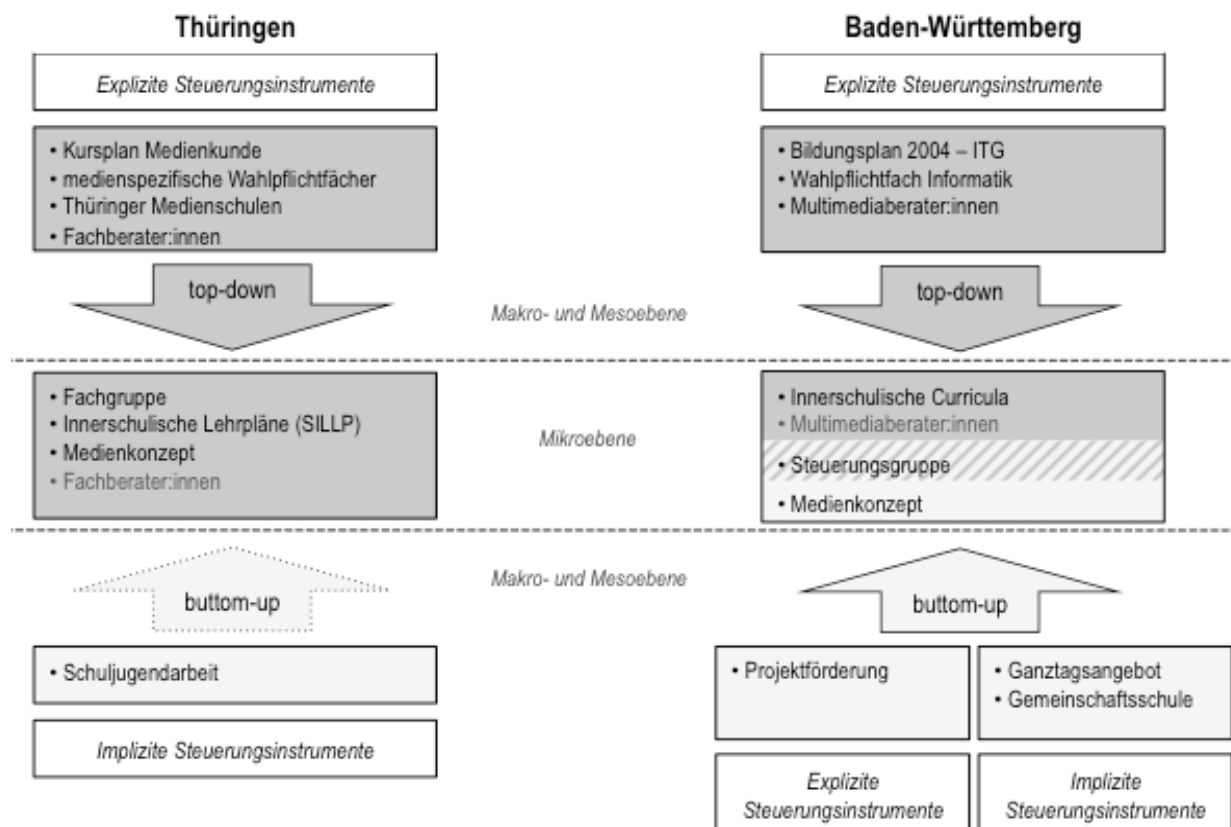 Thüringen
Explizite Steuerungsinstrumente
• Kursplan Medienkunde
• medienspezifische Wahlpflichtfächer
• Thüringer Medienschulen
• Fachberater:innen
top-down
Baden-Württemberg
Explizite Steuerungsinstrumente
• Bildungsplan 2004 – ITG
• Wahlpflichtfach Informatik
• Multimediaberater:innen
top-down
Makro- und Mesoebene
• Fachgruppe
• Innerschulische Lehrpläne (SILLP)
• Medienkonzept
• Fachberater:innen
Mikroebene
• Innerschulische Curricula
• Multimediaberater:innen
• Steuerungsgruppe
• Medienkonzept
Makro- und Mesoebene
buttom-up
• Schuljugendarbeit
Implizite Steuerungsinstrumente
buttom-up
• Projektförderung
• Ganztagsangebot
• Gemeinschaftsschule
Explizite
Steuerungsinstrumente
Implizite
Steuerungsinstrumente